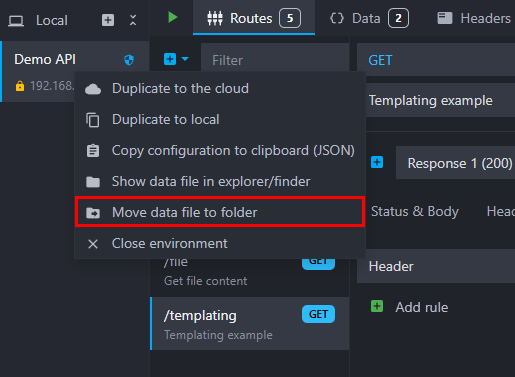 Local
Routes 5
Data 2
Headers
Demo API
192.168.
Filter
GET
Templating example
Duplicate to the cloud
Duplicate to local
Copy configuration to clipboard (JSON)
Show data file in explorer/finder
Move data file to folder
Close environment
Response 1 (200)
Status & Body
Hea
/file
GET
Get file content
/templating
GET
Templating example
Header
Add rule